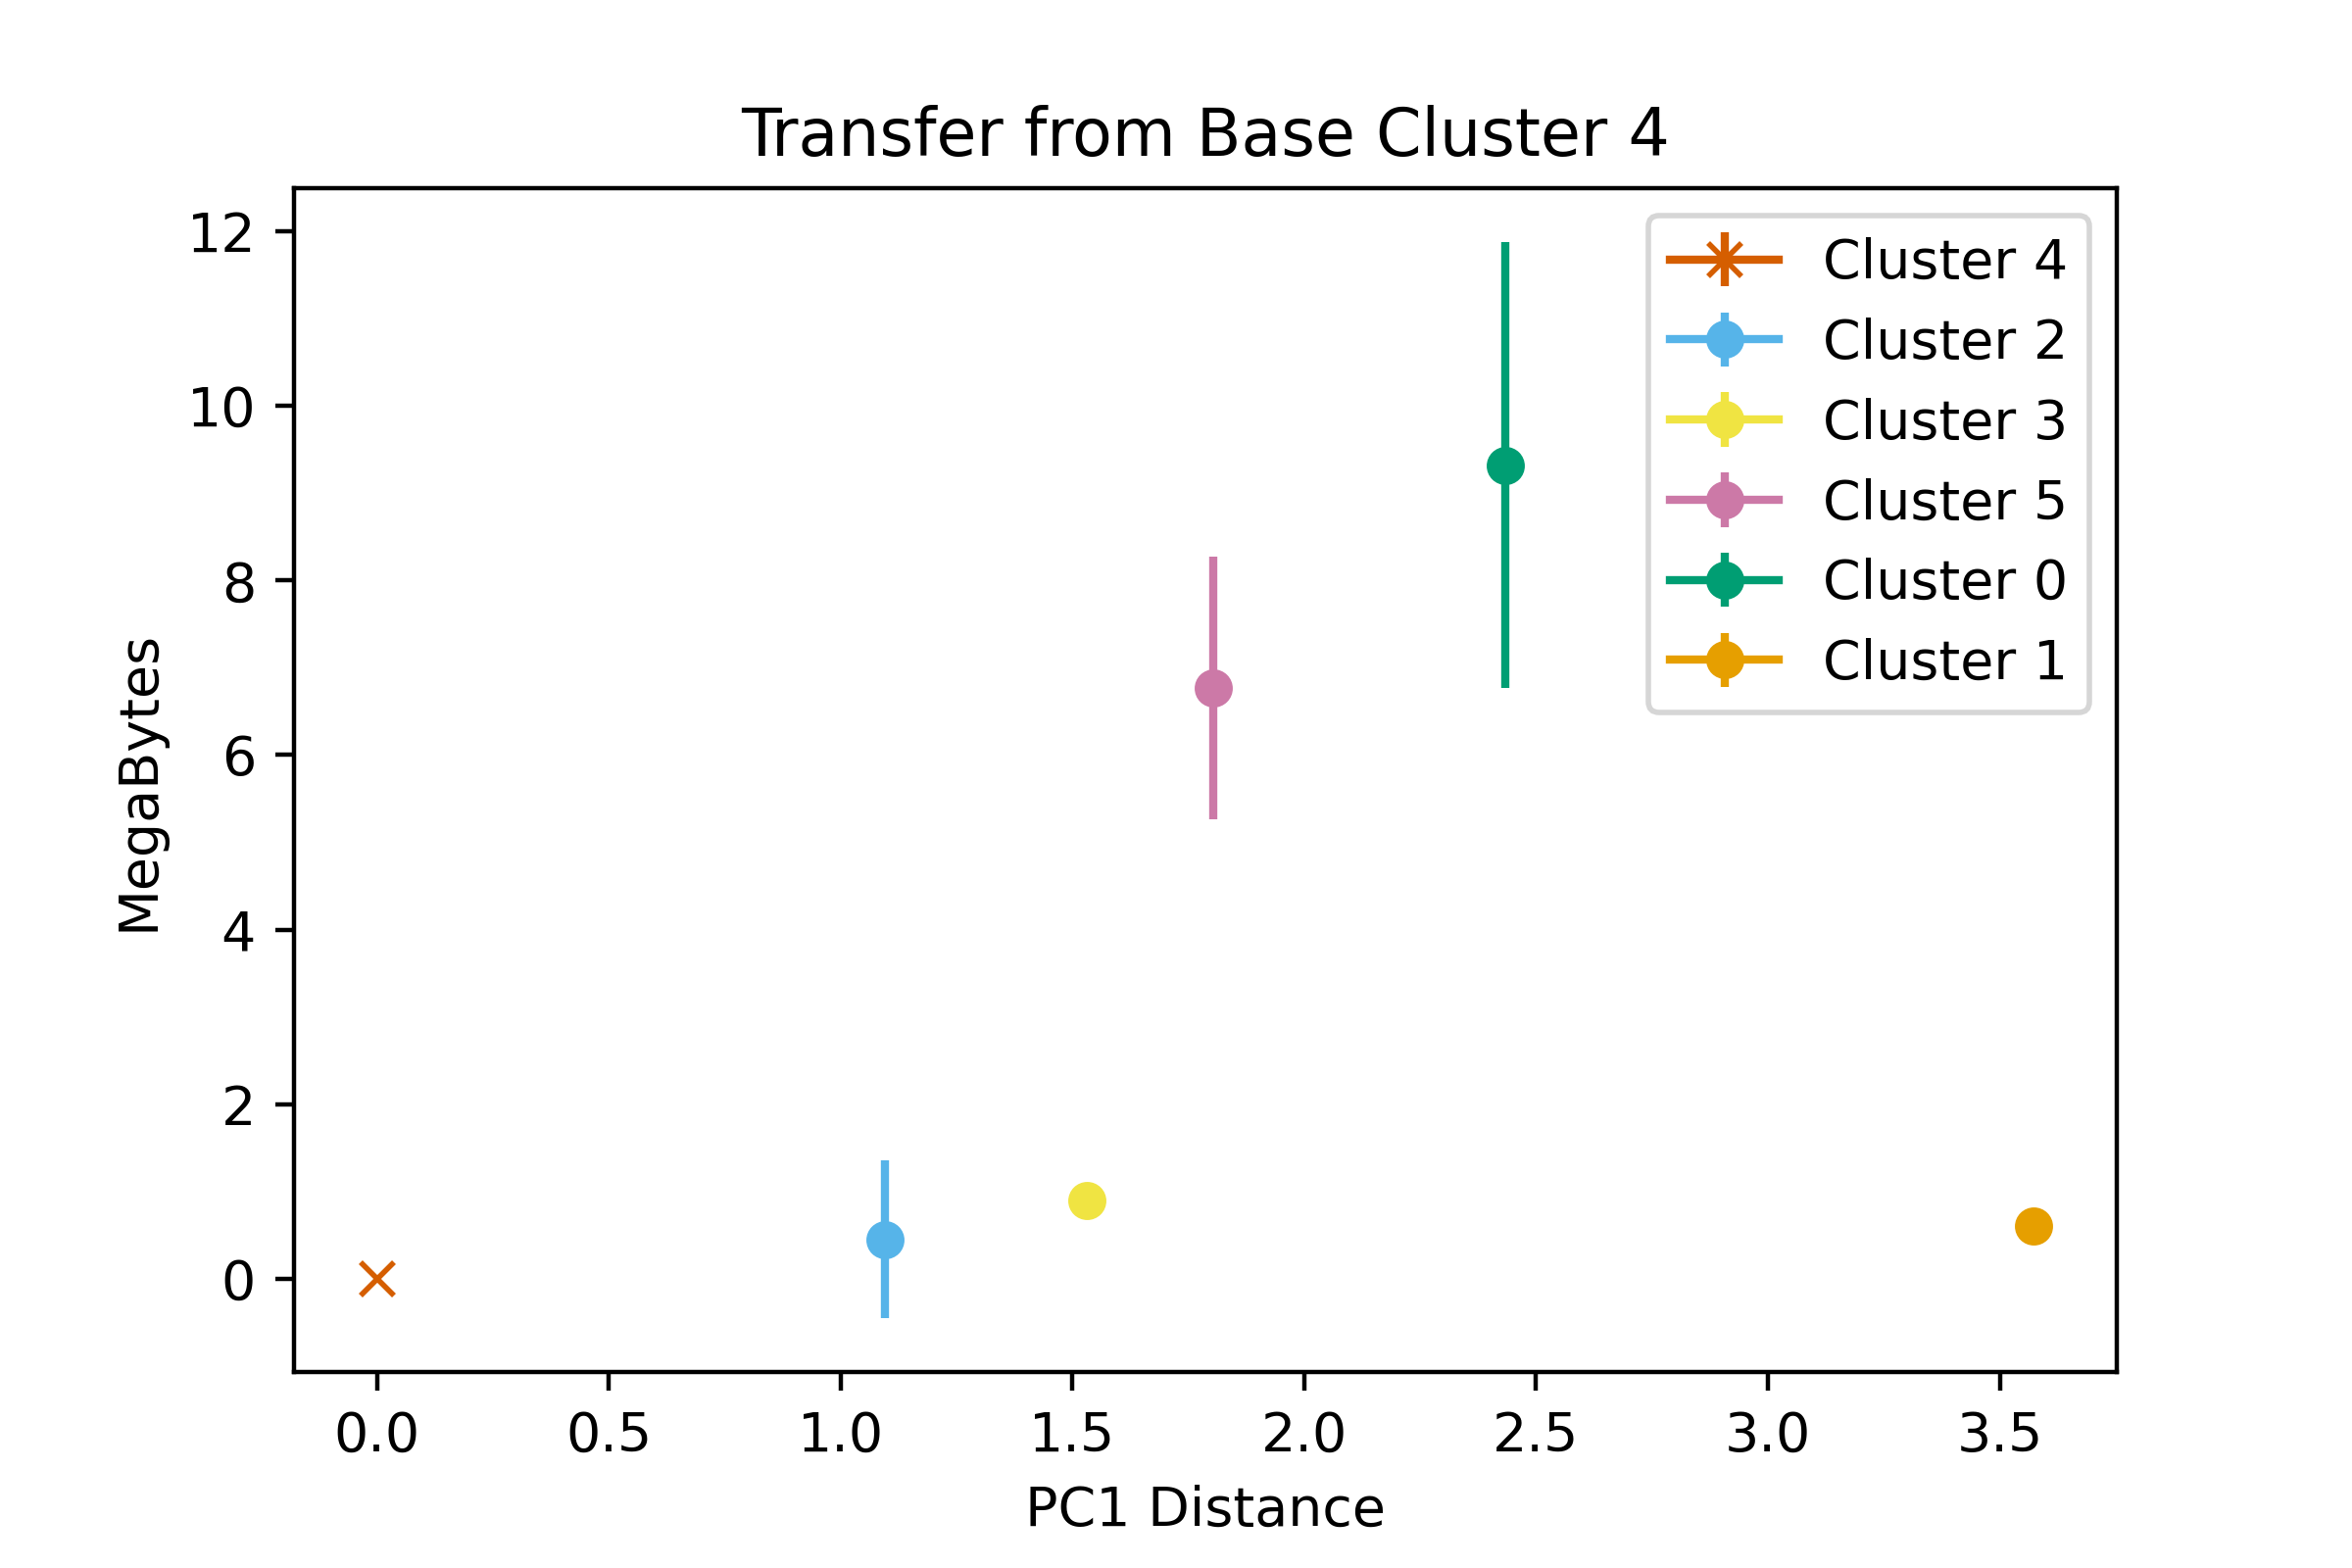 Transfer from Base Cluster 4
12
10
8
6
4
2
0
MegaBytes
Cluster 4
Cluster 2
Cluster 3
Cluster 5
Cluster 0
Cluster 1
0.0 0.5 1.0 1.5 2.0 2.5 3.0 3.5
PC1 Distance